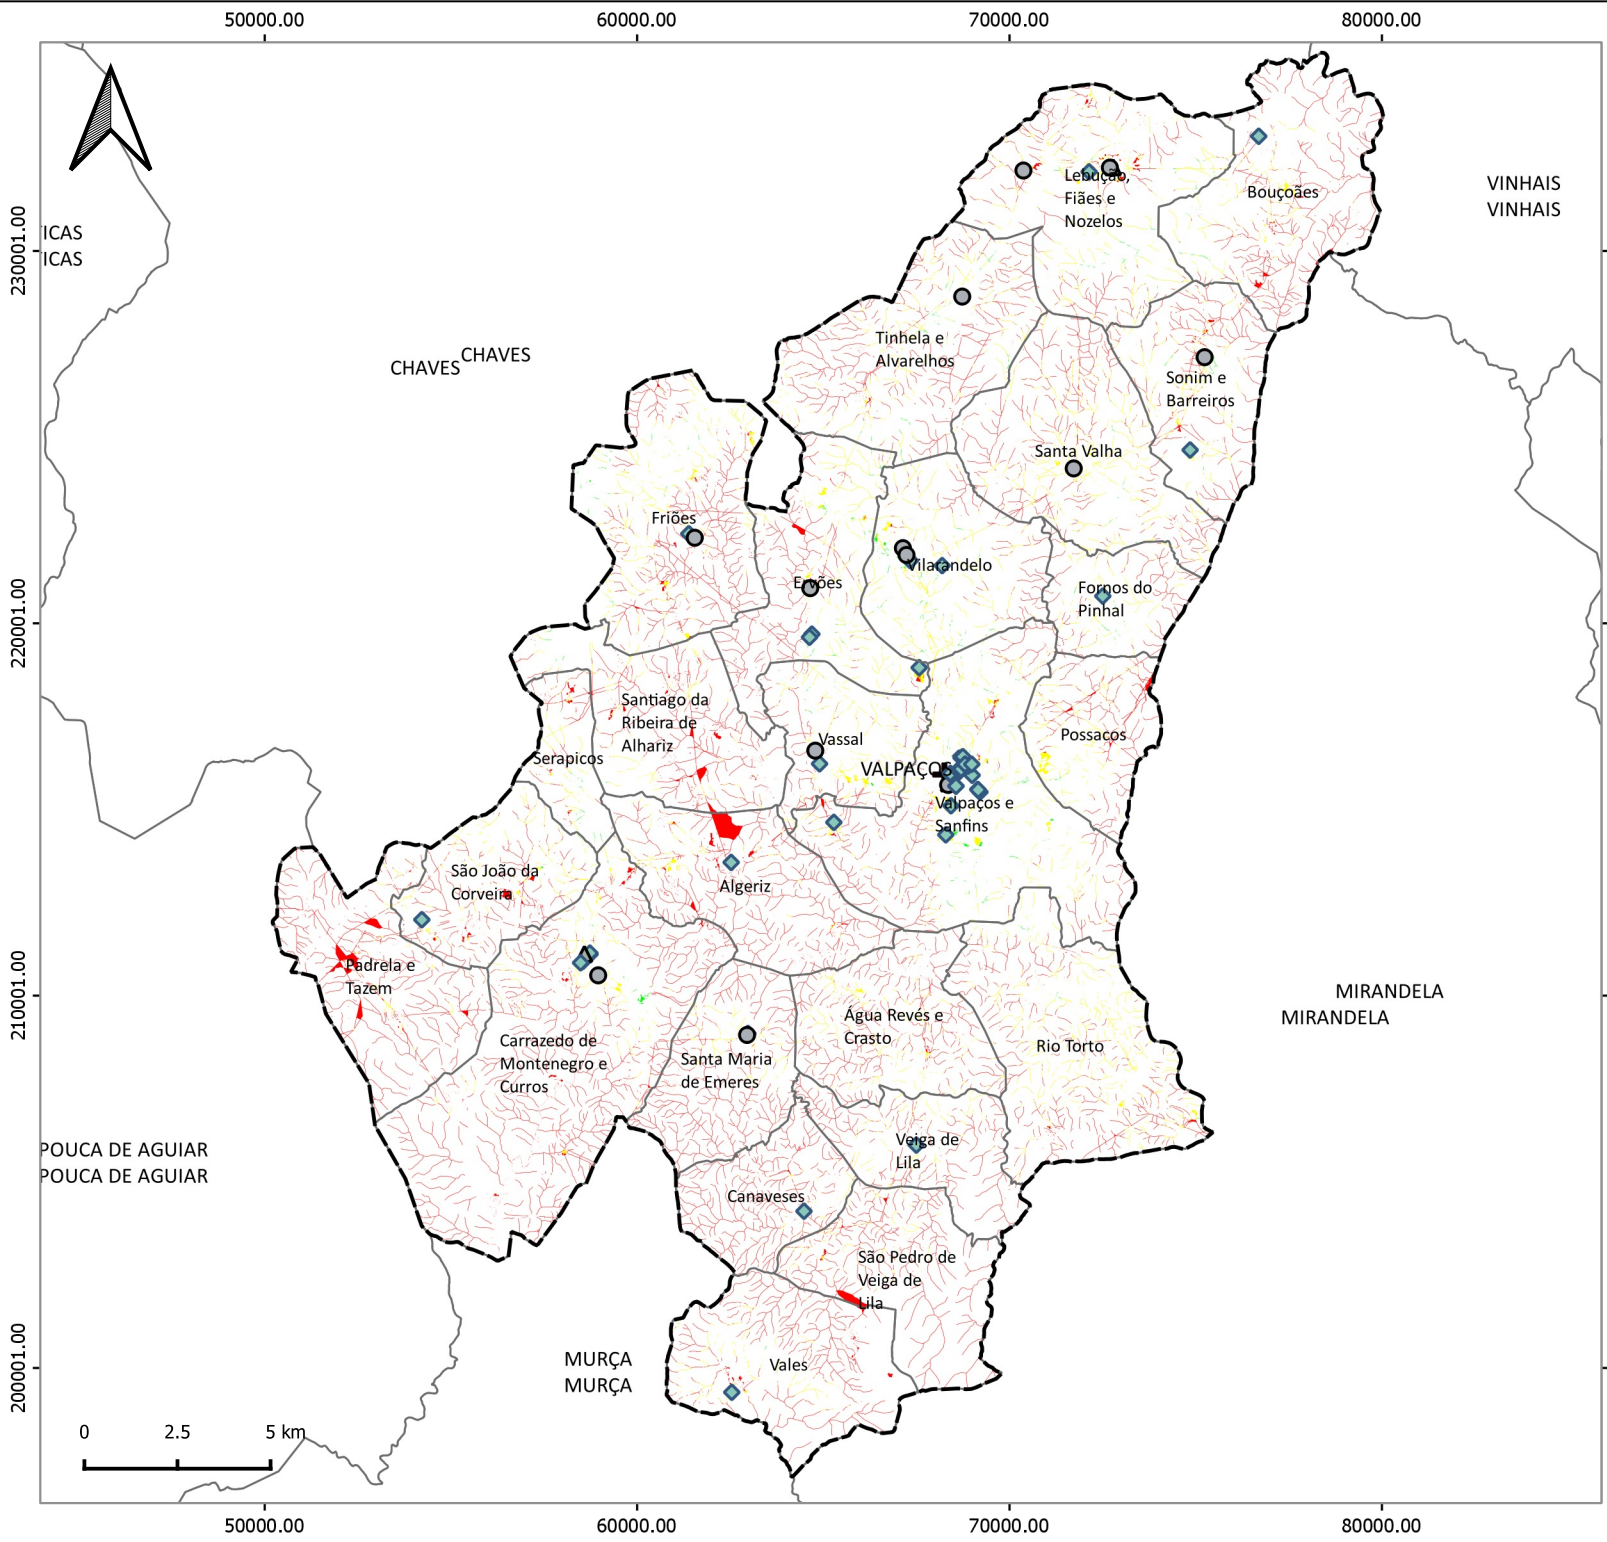 50000.00
60000.00
70000.00
80000.00
VINHAIS
VINHAIS
ICAS
ICAS
230001.00
Lebução,
Fiães e
Nozelos
Bouçoães
Tinhela e
Alvarelhos
CHAVES
CHAVES
Sonim e
Barreiros
Santa Valha
Friões
Vilarandelo
Ervões
Fornos do
Pinhal
220001.00
Santiago da
Ribeira de
Alhariz
Possacos
Vassal
Serapicos
VALPAÇOS
Valpaços e
Sanfins
São João da
Corveira
Algeriz
Padrela e
Tazem
210001.00
MIRANDELA
MIRANDELA
Água Revés e
Crasto
Carrazedo de
Montenegro e
Curros
Santa Maria
de Emeres
Rio Torto
POUCA DE AGUIAR
POUCA DE AGUIAR
Veiga de
Lila
Canaveses
São Pedro de
Veiga de
Lila
200001.00
MURÇA
MURÇA
Vales
0 2.5 5 km
50000.00
60000.00
70000.00
80000.00